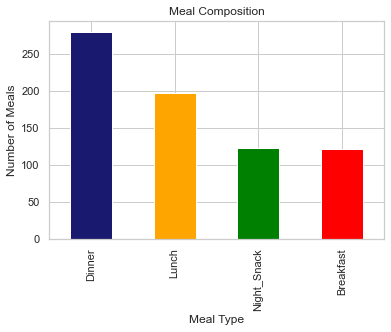 Meal Composition
Number of Meals
250
200
150
100
50
0
Dinner
Lunch
Night_Snack
Breakfast
Meal Type